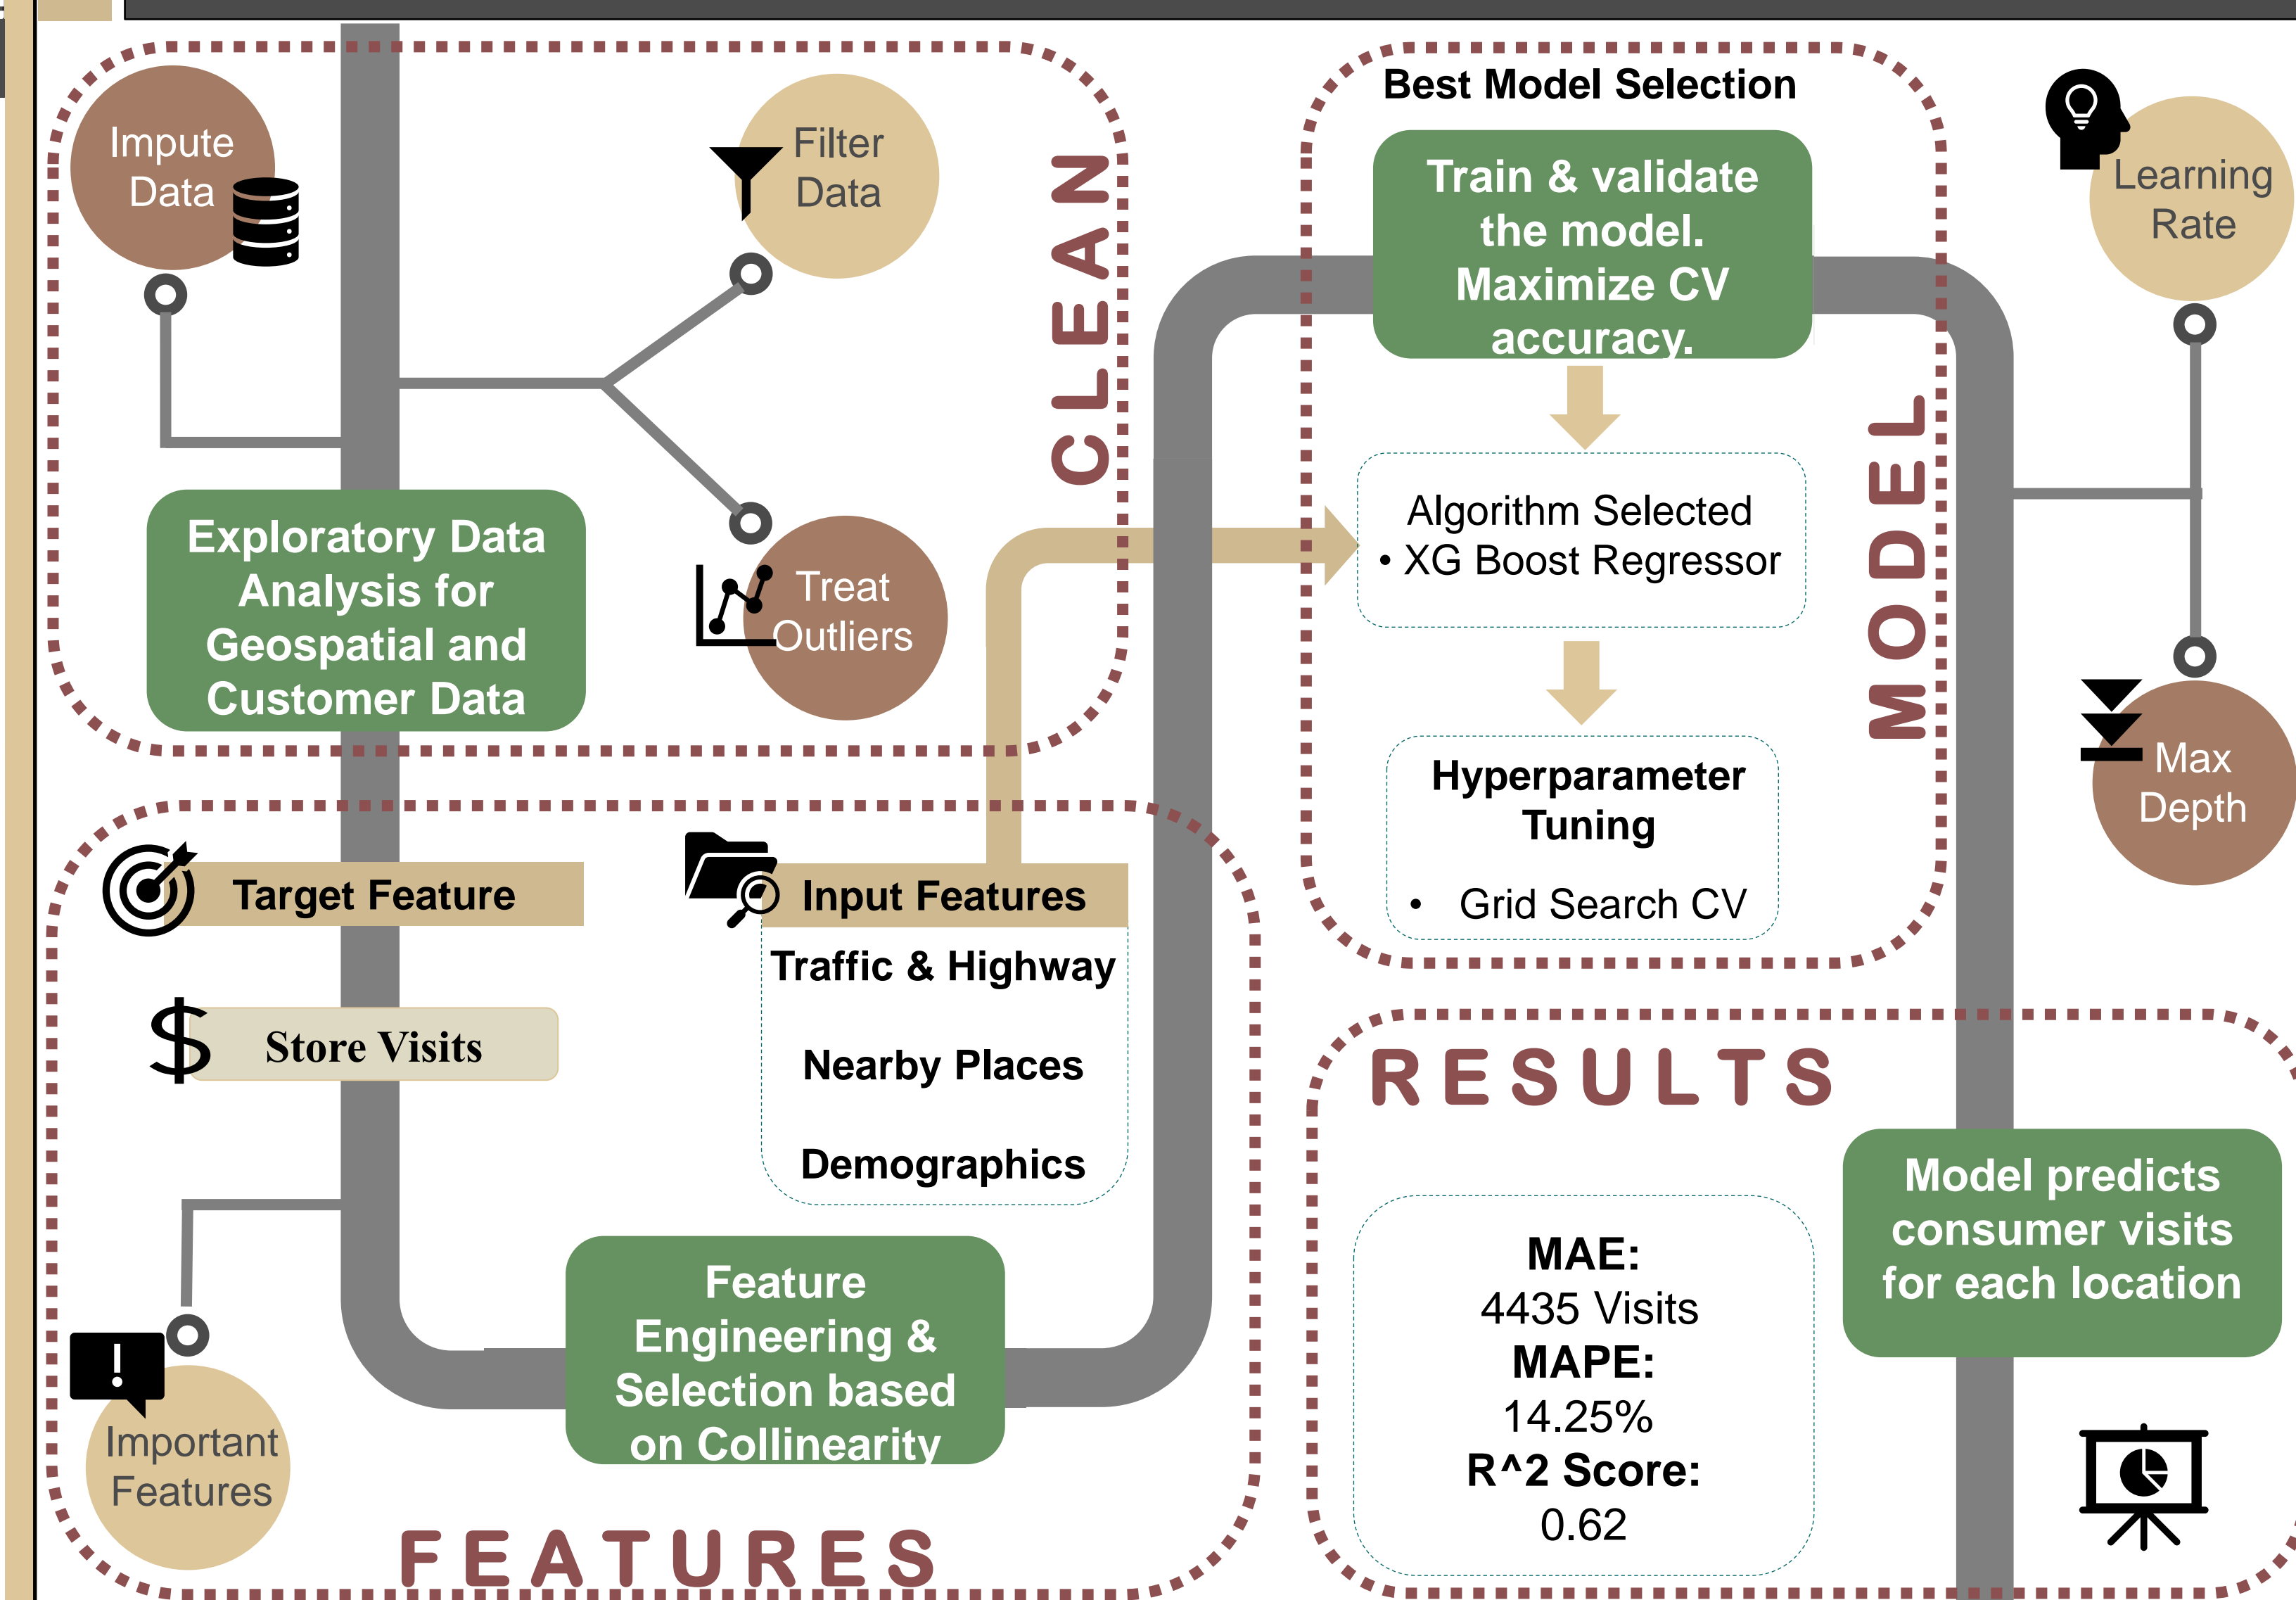 Impute
Data
Filter
Data
CLEAN
Exploratory Data
Analysis for
Geospatial and
Customer Data
Treat
Outliers
Target Feature
Store Visits
Input Features
Traffic & Highway
Nearby Places
Demographics
Important
Features
Feature
Engineering &
Selection based
on Collinearity
FEATURES
Best Model Selection
Train & validate
the model.
Maximize CV
accuracy.
Algorithm Selected
• XG Boost Regressor
Hyperparameter
Tuning
• Grid Search CV
MODEL
Learning
Rate
Max
Depth
RESULTS
MAE:
4435 Visits
MAPE:
14.25%
R^2 Score:
0.62
Model predicts
consumer visits
for each location